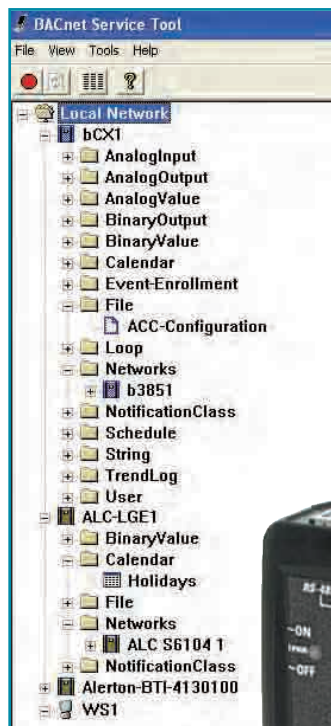 BACnet Service Tool
File View Tools Help
Local Network
bCX1
AnalogInput
AnalogOutput
AnalogValue
BinaryOutput
BinaryValue
Calendar
Event-Enrollment
File
ACC-Configuration
Loop
Networks
b3851
NotificationClass
Schedule
String
TrendLog
User
ALC-LGE1
BinaryValue
Calendar
Holidays
File
Networks
ALC S6104 1
NotificationClass
Alerton-BTI-4130100
WS1
ON
OFF